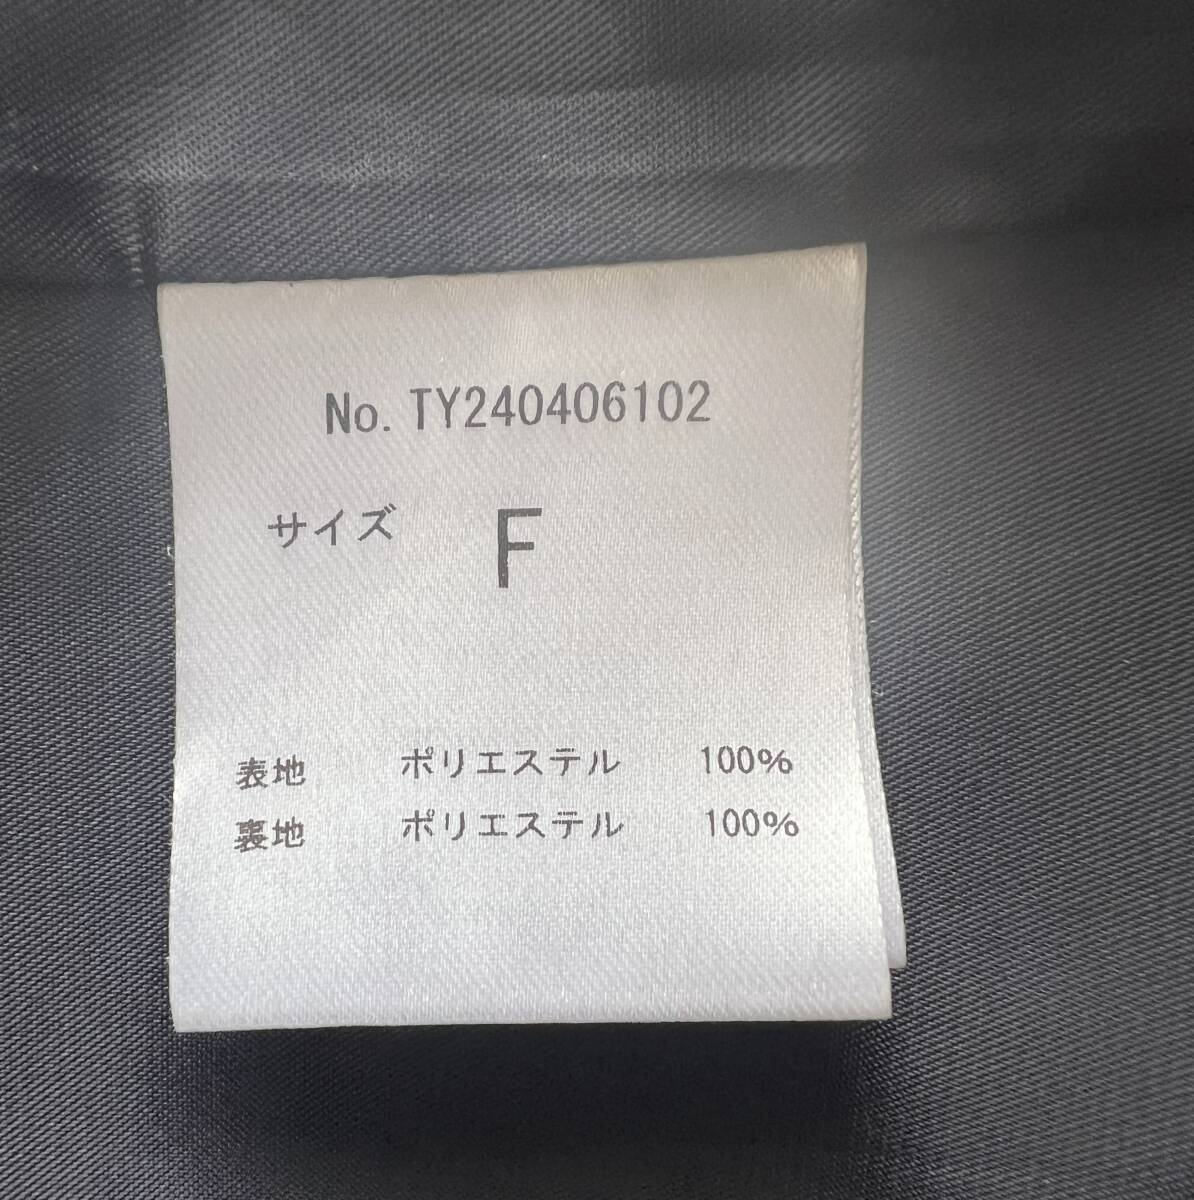 No. TY240406102
サイズ F
表地 ポリエステル 100%
裏地 ポリエステル 100%